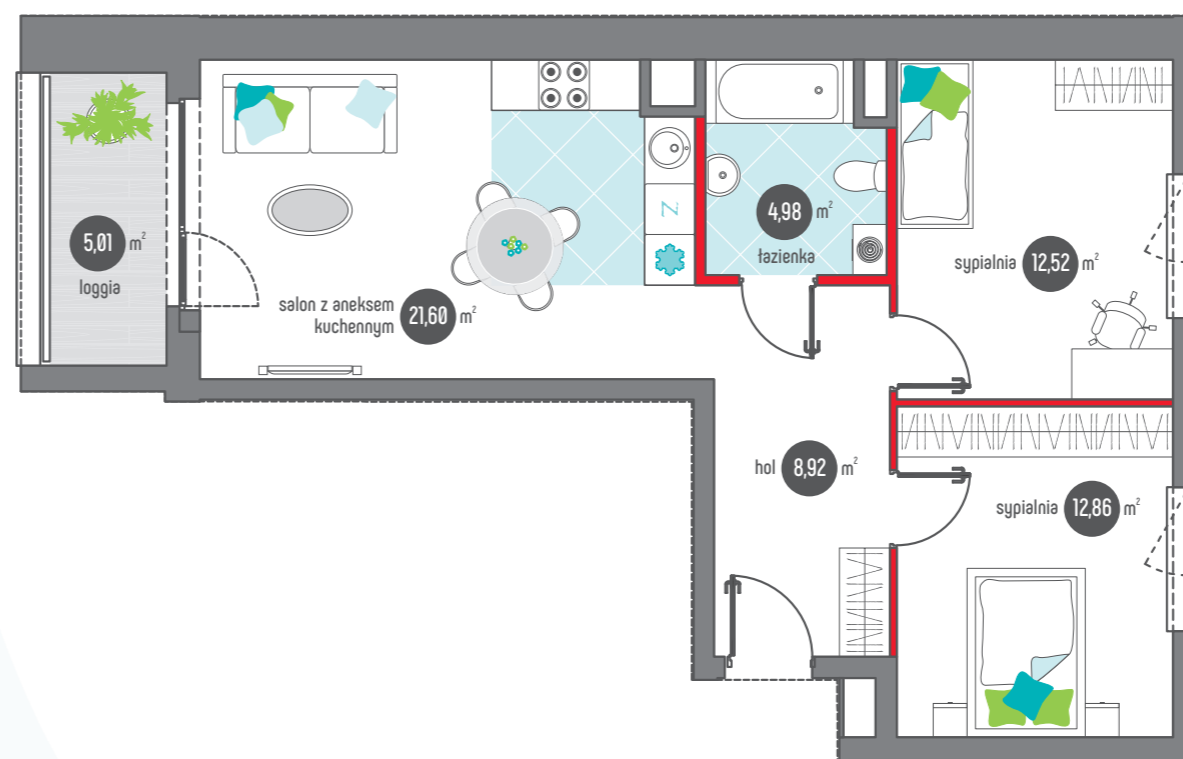 5,01 m²
loggia
salon z aneksem
kuchennym 21,60 m²
Z
4,98 m²
łazienka
sypialnia 12,52 m²
hol 8,92 m²
sypialnia 12,86 m²